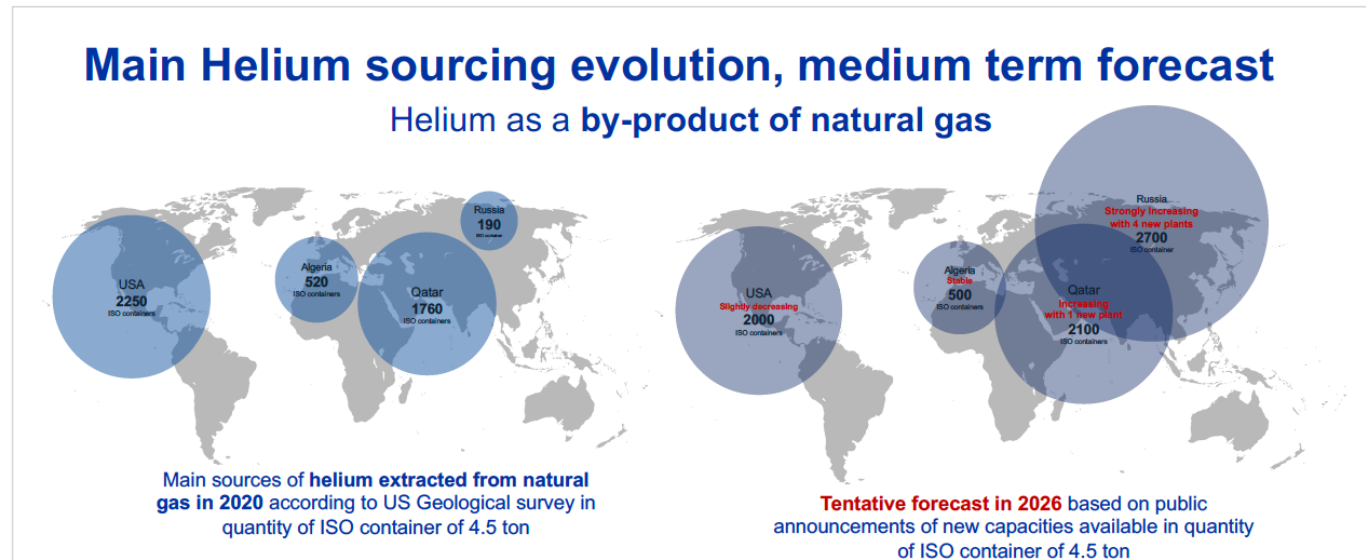 Main Helium sourcing evolution, medium term forecast
Helium as a by-product of natural gas
USA
2250
ISO containers
Algeria
520
ISO containers
Qatar
1760
ISO containers
Russia
190
ISO container
Main sources of helium extracted from natural
gas in 2020 according to US Geological survey in
quantity of ISO container of 4.5 ton
USA
Slightly decreasing
2000
ISO containers
Algeria
Stable
500
ISO containers
Qatar
Increasing
with 1 new plant
2100
ISO containers
Russia
Strongly increasing
with 4 new plants
2700
ISO container
Tentative forecast in 2026 based on public
announcements of new capacities available in quantity
of ISO container of 4.5 ton